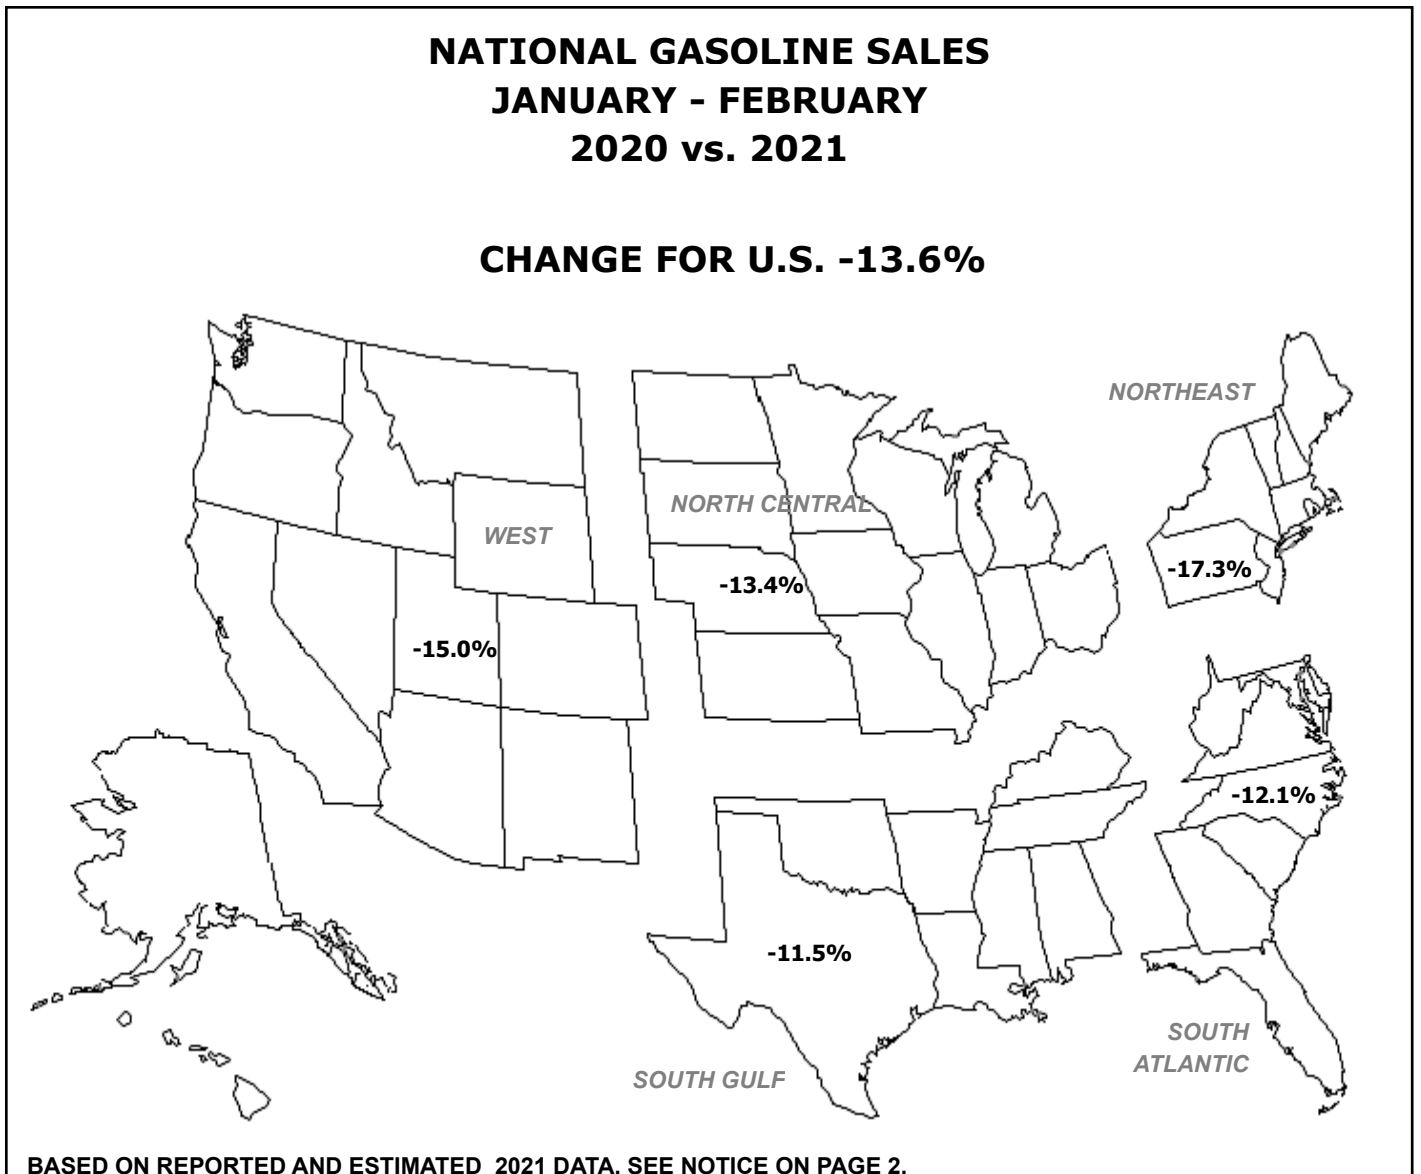 NATIONAL GASOLINE SALES
JANUARY - FEBRUARY
2020 vs. 2021
CHANGE FOR U.S. -13.6%
NORTHEAST
NORTH CENTRAL
WEST
-17.3%
-13.4%
-15.0%
-12.1%
-11.5%
SOUTH
ATLANTIC
SOUTH GULF
BASED ON REPORTED AND ESTIMATED  2021 DATA. SEE NOTICE ON PAGE 2.